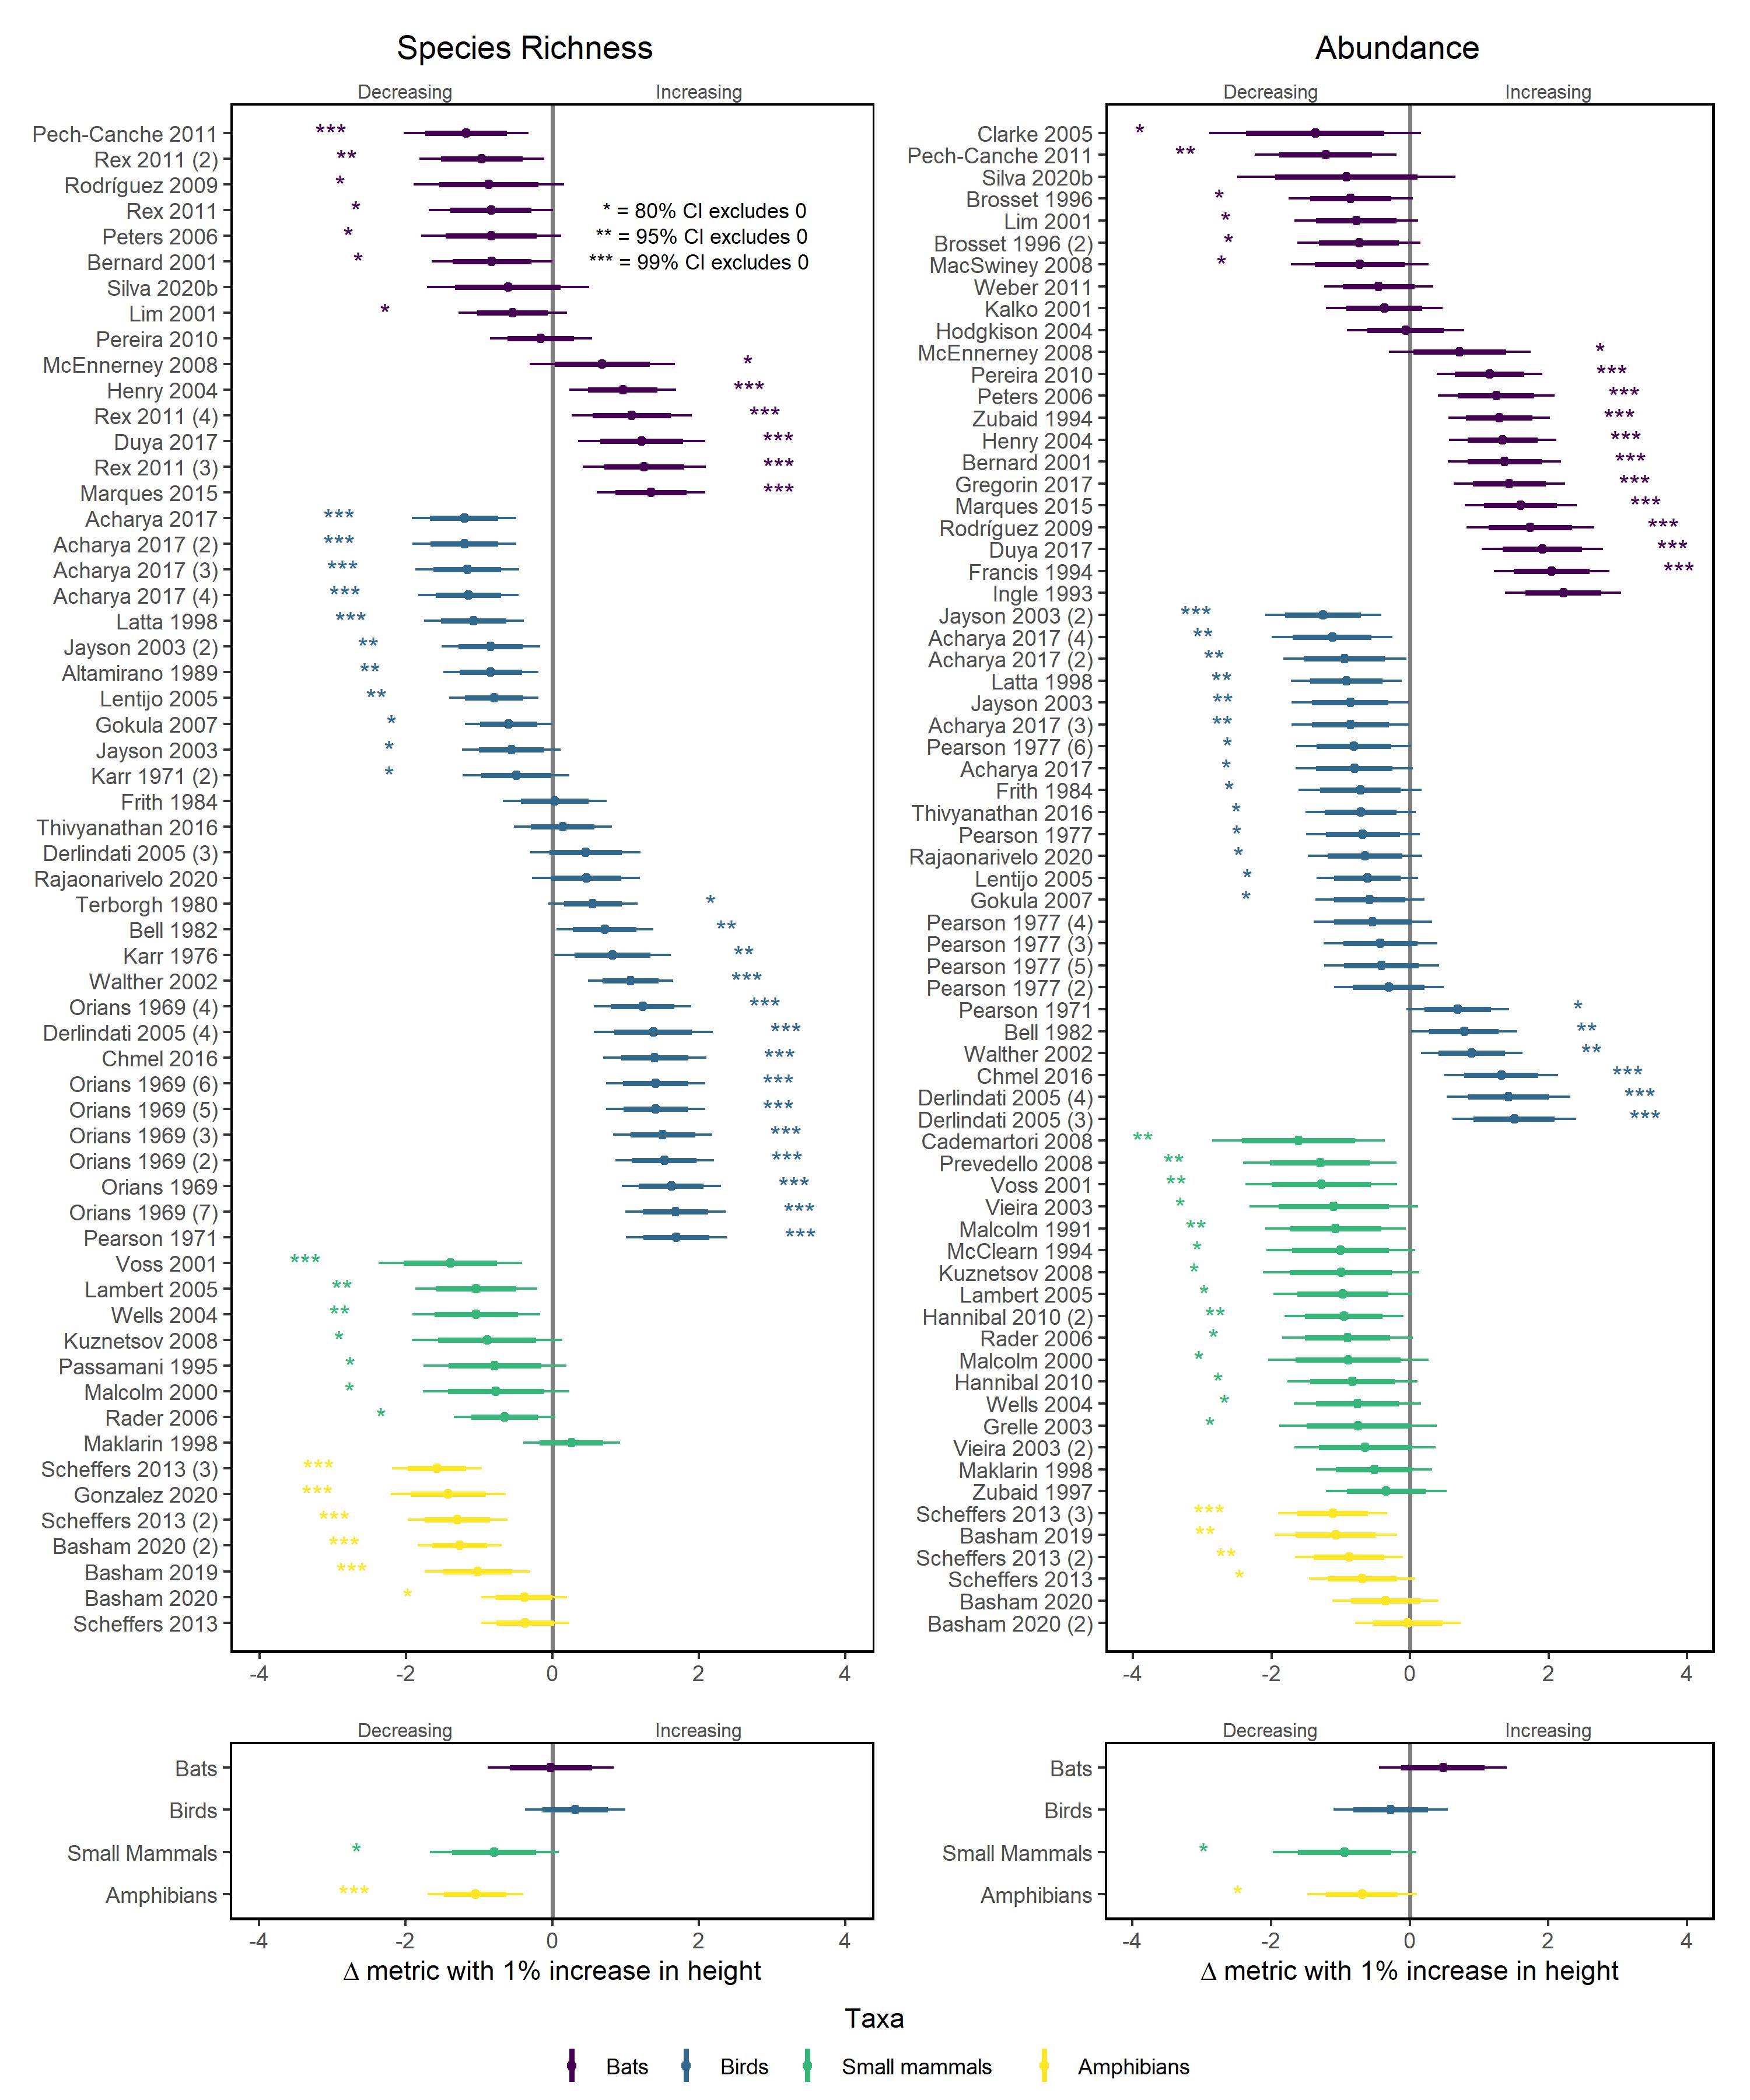 Species Richness
Decreasing Increasing
Pech-Canche 2011 ***
Rex 2011 (2) **
Rodríguez 2009 *
Rex 2011 *
Peters 2006 *
Bernard 2001 *
Silva 2020b
Lim 2001 *
Pereira 2010
McEnnerney 2008 *
Henry 2004 ***
Rex 2011 (4) ***
Duya 2017 ***
Rex 2011 (3) ***
Marques 2015 ***
Acharya 2017 ***
Acharya 2017 (2) ***
Acharya 2017 (3) ***
Acharya 2017 (4) ***
Latta 1998 ***
Jayson 2003 (2) **
Altamirano 1989 **
Lentijo 2005 **
Gokula 2007 *
Jayson 2003 *
Karr 1971 (2) *
Frith 1984
Thivyanathan 2016
Derlindati 2005 (3)
Rajaonarivelo 2020
Terborgh 1980 *
Bell 1982 **
Karr 1976 **
Walther 2002 ***
Orians 1969 (4) ***
Derlindati 2005 (4) ***
Chmel 2016 ***
Orians 1969 (6) ***
Orians 1969 (5) ***
Orians 1969 (3) ***
Orians 1969 (2) ***
Orians 1969 ***
Orians 1969 (7) ***
Pearson 1971 ***
Voss 2001 ***
Lambert 2005 **
Wells 2004 **
Kuznetsov 2008 *
Passamani 1995 *
Malcolm 2000 *
Rader 2006 *
Maklarin 1998
Scheffers 2013 (3) ***
Gonzalez 2020 ***
Scheffers 2013 (2) ***
Basham 2020 (2) ***
Basham 2019 ***
Basham 2020 *
Scheffers 2013
* = 80% CI excludes 0
** = 95% CI excludes 0
*** = 99% CI excludes 0
-4 -2 0 2 4
Abundance
Decreasing Increasing
Clarke 2005 *
Pech-Canche 2011 **
Silva 2020b
Brosset 1996 *
Lim 2001 *
Brosset 1996 (2) *
MacSwiney 2008 *
Weber 2011
Kalko 2001
Hodgkison 2004
McEnnerney 2008 *
Pereira 2010 ***
Peters 2006 ***
Zubaid 1994 ***
Henry 2004 ***
Bernard 2001 ***
Gregorin 2017 ***
Marques 2015 ***
Rodríguez 2009 ***
Duya 2017 ***
Francis 1994 ***
Ingle 1993
Jayson 2003 (2) ***
Acharya 2017 (4) **
Acharya 2017 (2) **
Latta 1998 **
Jayson 2003 **
Acharya 2017 (3) **
Pearson 1977 (6) *
Acharya 2017 *
Frith 1984 *
Thivyanathan 2016 *
Pearson 1977 *
Rajaonarivelo 2020 *
Lentijo 2005 *
Gokula 2007 *
Pearson 1977 (4)
Pearson 1977 (3)
Pearson 1977 (5)
Pearson 1977 (2)
Pearson 1971 *
Bell 1982 **
Walther 2002 **
Chmel 2016 ***
Derlindati 2005 (4) ***
Derlindati 2005 (3) ***
Cademartori 2008 **
Prevedello 2008 **
Voss 2001 **
Vieira 2003 *
Malcolm 1991 **
McClearn 1994 *
Kuznetsov 2008 *
Lambert 2005 *
Hannibal 2010 (2) **
Rader 2006 *
Malcolm 2000 *
Hannibal 2010 *
Wells 2004 *
Grelle 2003 *
Vieira 2003 (2)
Maklarin 1998
Zubaid 1997
Scheffers 2013 (3) ***
Basham 2019 **
Scheffers 2013 (2) **
Scheffers 2013 *
Basham 2020
Basham 2020 (2)
-4 -2 0 2 4
Decreasing Increasing
Bats
Birds
Small Mammals *
Amphibians ***
-4 -2 0 2 4
Δ metric with 1% increase in height
Decreasing Increasing
Bats
Birds
Small Mammals *
Amphibians *
-4 -2 0 2 4
Δ metric with 1% increase in height
Taxa
Bats Birds Small mammals Amphibians